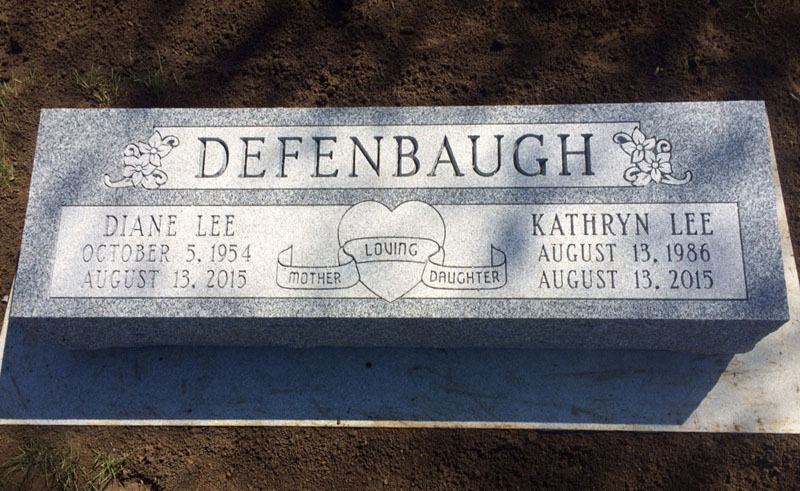 DEFENBAUGH
DIANE LEE
OCTOBER 5, 1954
AUGUST 13, 2015
LOVING
MOTHER
DAUGHTER
KATHRYN LEE
AUGUST 13, 1986
AUGUST 13, 2015